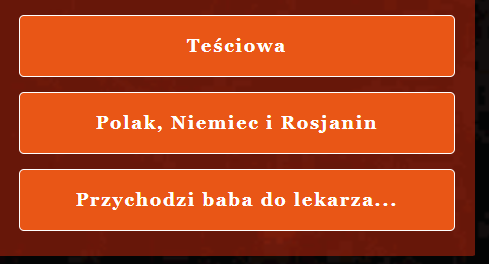 Teściowa
Polak, Niemiec i Rosjanin
Przychodzi baba do lekarza...